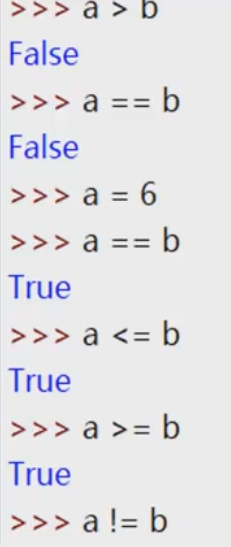 >>> a > b
False
>>> a == b
False
>>> a = 6
>>> a == b
True
>>> a <= b
True
>>> a >= b
True
>>> a != b